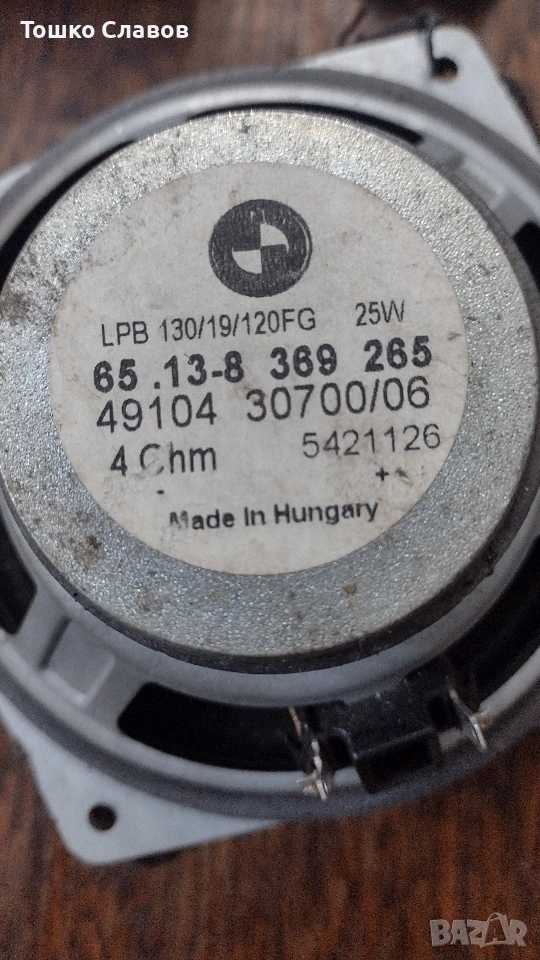 Тошко Славов
LPB 130/19/120FG 25W
65 .13-8 369 265
49104 30700/06
4 Ohm 5421126
- +
Made In Hungary
BAZAR